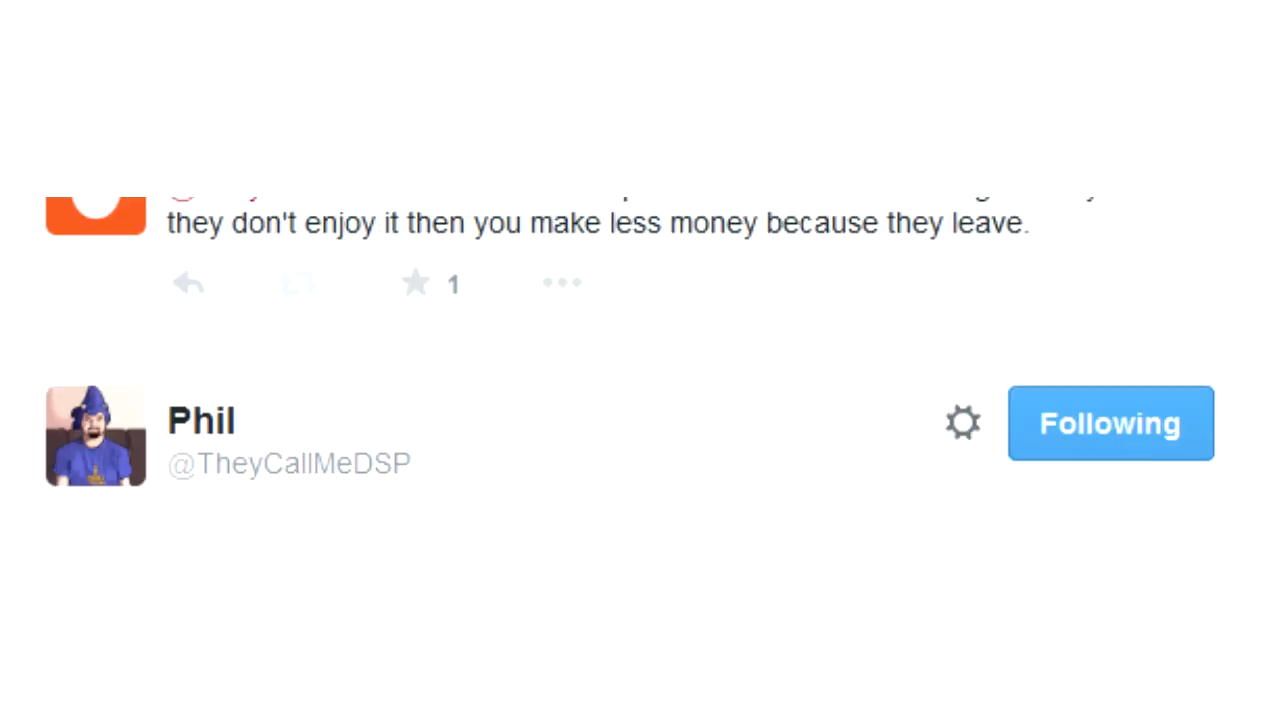 they don't enjoy it then you make less money because they leave.
1
Phil
Following
@TheyCallMeDSP